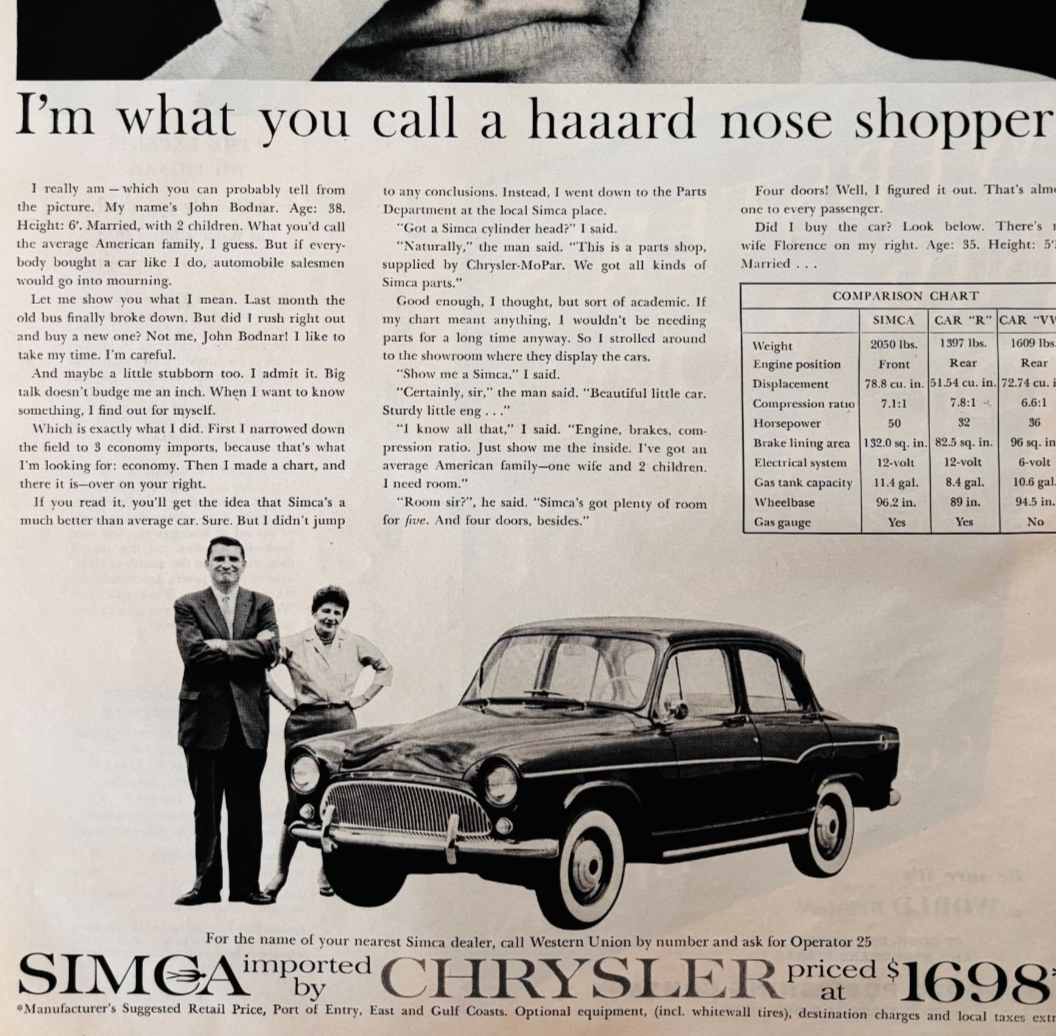 I'm what you call a haaard nose shopper
I really am — which you can probably tell from
the picture. My name's John Bodnar. Age: 38.
Height: 6'. Married, with 2 children. What you'd call
the average American family, I guess. But if every-
body bought a car like I do, automobile salesmen
would go into mourning.
Let me show you what I mean. Last month the
old bus finally broke down. But did I rush right out
and buy a new one? Not me, John Bodnar! I like to
take my time. I'm careful.
And maybe a little stubborn too. I admit it. Big
talk doesn't budge me an inch. When I want to know
something, I find out for myself.
Which is exactly what I did. First I narrowed down
the field to 3 economy imports, because that's what
I'm looking for: economy. Then I made a chart, and
there it is—over on your right.
If you read it, you'll get the idea that Simca's a
much better than average car. Sure. But I didn't jump
to any conclusions. Instead, I went down to the Parts
Department at the local Simca place.
"Got a Simca cylinder head?" I said.
"Naturally," the man said. "This is a parts shop,
supplied by Chrysler-MoPar. We got all kinds of
Simca parts."
Good enough, I thought, but sort of academic. If
my chart meant anything, I wouldn't be needing
parts for a long time anyway. So I strolled around
to the showroom where they display the cars.
"Show me a Simca," I said.
"Certainly, sir," the man said. "Beautiful little car.
Sturdy little eng . . ."
"I know all that," I said. "Engine, brakes, com-
pression ratio. Just show me the inside. I've got an
average American family—one wife and 2 children.
I need room."
"Room sir?", he said. "Simca's got plenty of room
for five. And four doors, besides."
Four doors! Well, I figured it out. That's
one to every passenger.
Did I buy the car? Look below. There's
wife Florence on my right. Age: 35. Height:
Married . . .
COMPARISON CHART
SIMCA CAR "R" CAR
Weight 2050 lbs. 1397 lbs. 1609 lbs.
Engine position Front Rear Rear
Displacement 78.8 cu. in. 51.54 cu. in. 72.74 cu.
Compression ratio 7.1:1 7.8:1 6.6:1
Horsepower 50 32 36
Brake lining area 132.0 sq. in. 82.5 sq. in. 96 sq. in
Electrical system 12-volt 12-volt 6-volt
Gas tank capacity 11.4 gal. 8.4 gal. 10.6 gal.
Wheelbase 96.2 in. 89 in. 94.5 in.
Gas gauge Yes Yes No
For the name of your nearest Simca dealer, call Western Union by number and ask for Operator 25
SIMCA imported by CHRYSLER priced at $1698*
*Manufacturer's Suggested Retail Price, Port of Entry, East and Gulf Coasts. Optional equipment, (incl. whitewall tires), destination charges and local taxes